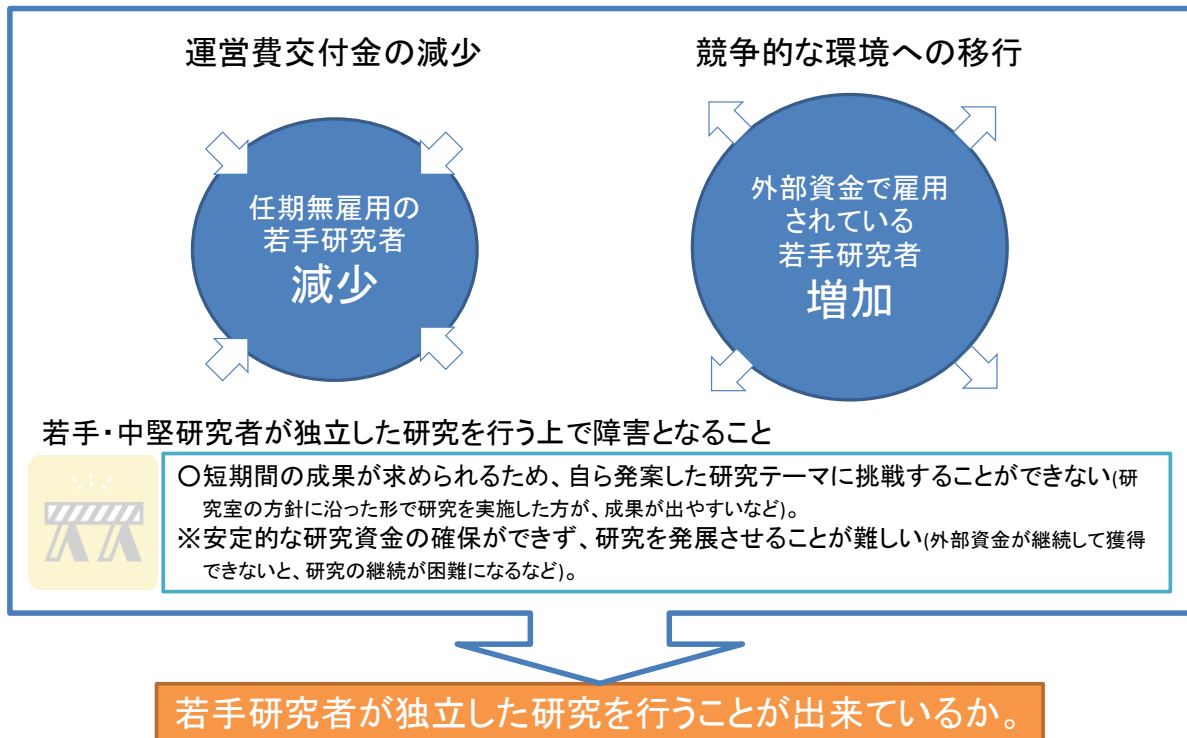 運営費交付金の減少
競争的な環境への移行
任期無雇用の
若手研究者
減少
外部資金で雇用
されている
若手研究者
増加
若手・中堅研究者が独立した研究を行う上で障害となること
○短期間の成果が求められるため、自ら発案した研究テーマに挑戦することができない(研
究室の方針に沿った形で研究を実施した方が、成果が出やすいなど)。
※安定的な研究資金の確保ができず、研究を発展させることが難しい(外部資金が継続して獲得
できないと、研究の継続が困難になるなど)。
若手研究者が独立した研究を行うことが出来ているか。